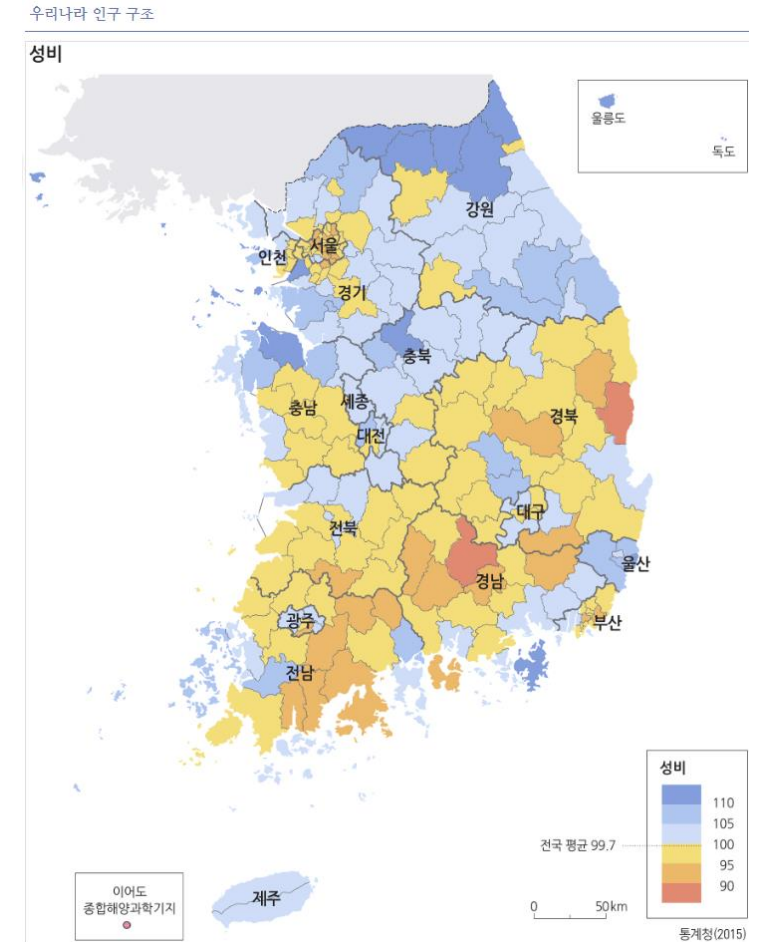 우리나라 인구 구조
성비
울릉도
독도
강원
서울
인천
경기
충북
세종
충남
경북
대전
대구
전북
울산
경남
광주
부산
전남
성비
110
105
전국 평균 99.7
100
95
90
이어도
종합해양과학기지
제주
0 50km
통계청(2015)